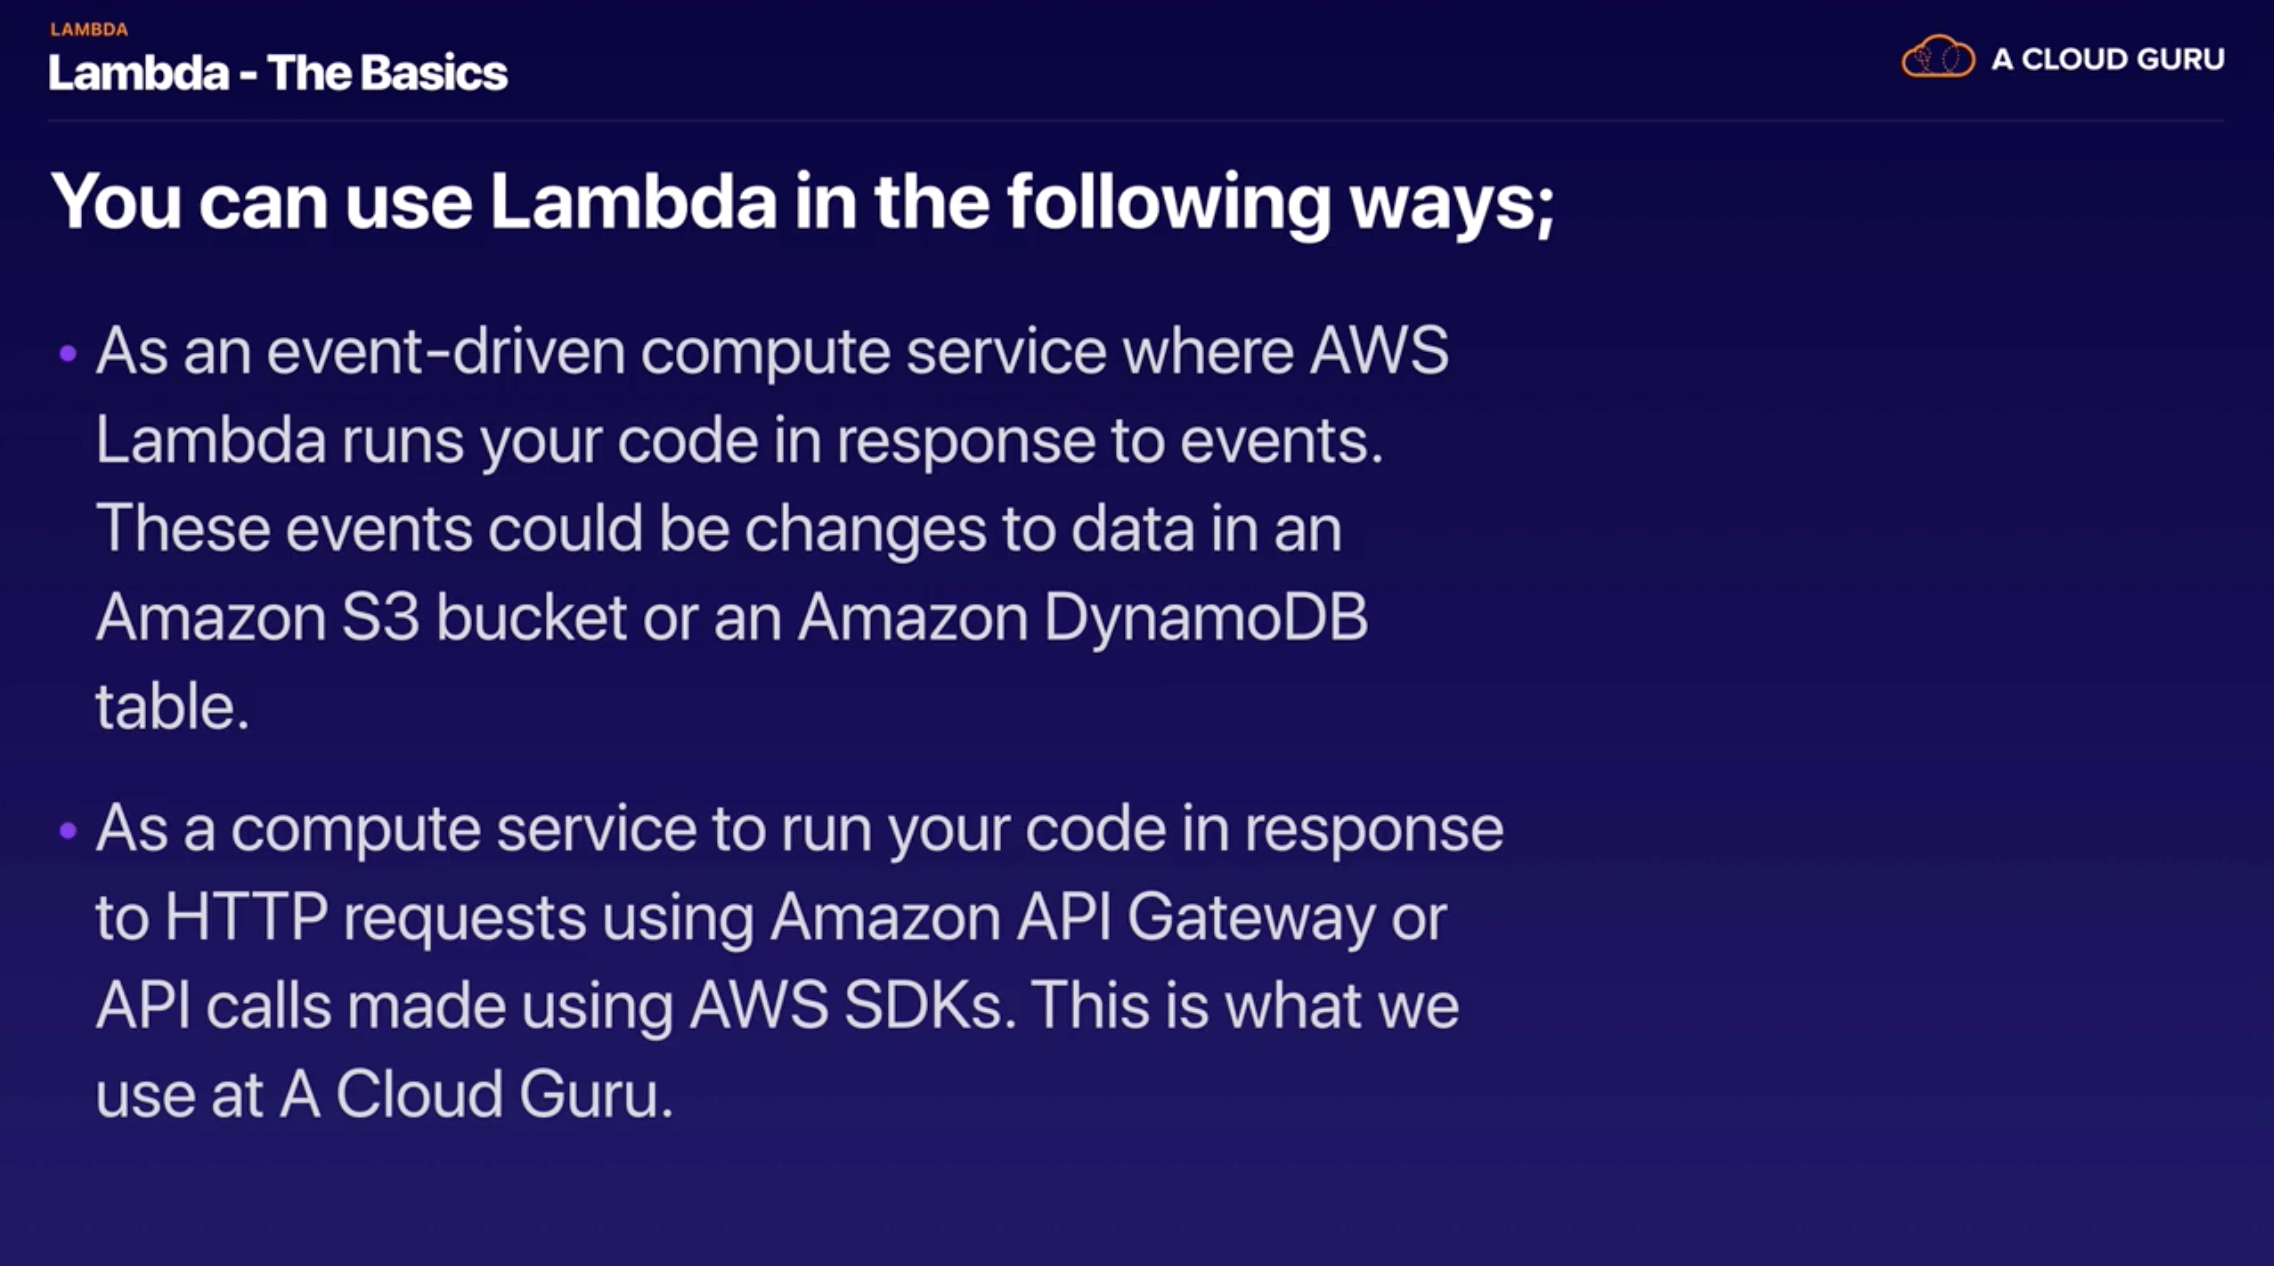 LAMBDA
Lambda - The Basics
A CLOUD GURU
You can use Lambda in the following ways;
• As an event-driven compute service where AWS
Lambda runs your code in response to events.
These events could be changes to data in an
Amazon S3 bucket or an Amazon DynamoDB
table.
• As a compute service to run your code in response
to HTTP requests using Amazon API Gateway or
API calls made using AWS SDKs. This is what we
use at A Cloud Guru.